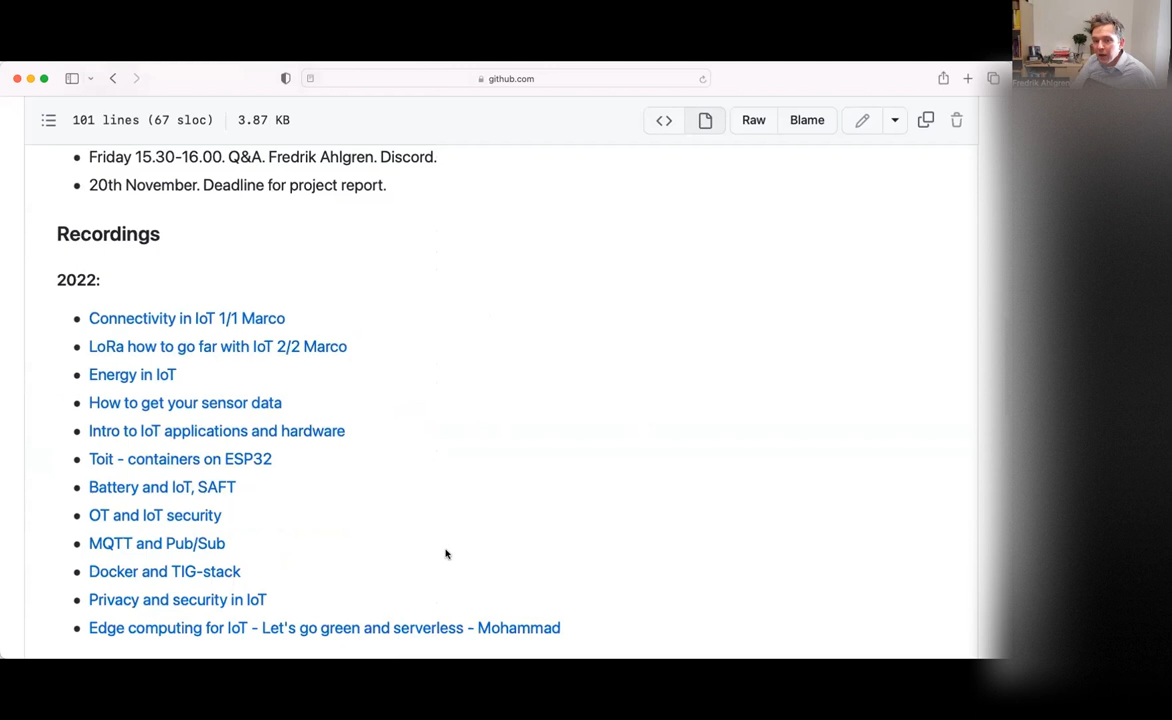 github.com
101 lines (67 sloc) 3.87 KB
Raw
Blame
Fredrik Ahlgren
Friday 15.30-16.00. Q&A. Fredrik Ahlgren. Discord.
20th November. Deadline for project report.
Recordings
2022:
Connectivity in IoT 1/1 Marco
LoRa how to go far with IoT 2/2 Marco
Energy in IoT
How to get your sensor data
Intro to IoT applications and hardware
Toit - containers on ESP32
Battery and IoT, SAFT
OT and IoT security
MQTT and Pub/Sub
Docker and TIG-stack
Privacy and security in IoT
Edge computing for IoT - Let's go green and serverless - Mohammad